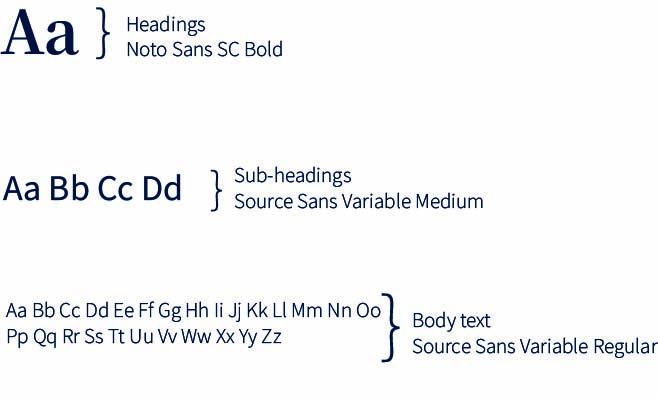 Aa
Headings
Noto Sans SC Bold
Aa Bb Cc Dd
Sub-headings
Source Sans Variable Medium
Aa Bb Cc Dd Ee Ff Gg Hh Ii Jj Kk Ll Mm Nn Oo
Pp Qq Rr Ss Tt Uu Vv Ww Xx Yy Zz
Body text
Source Sans Variable Regular